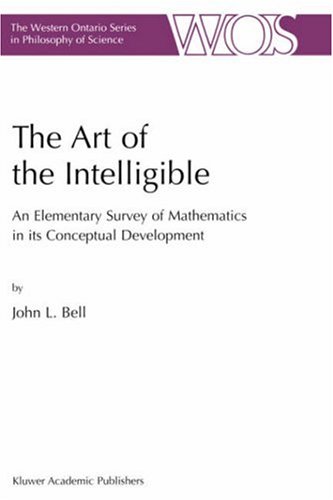 The Western Ontario Series
in Philosophy of Science
WOS
The Art of
the Intelligible
An Elementary Survey of Mathematics
in its Conceptual Development
by
John L. Bell
Kluwer Academic Publishers